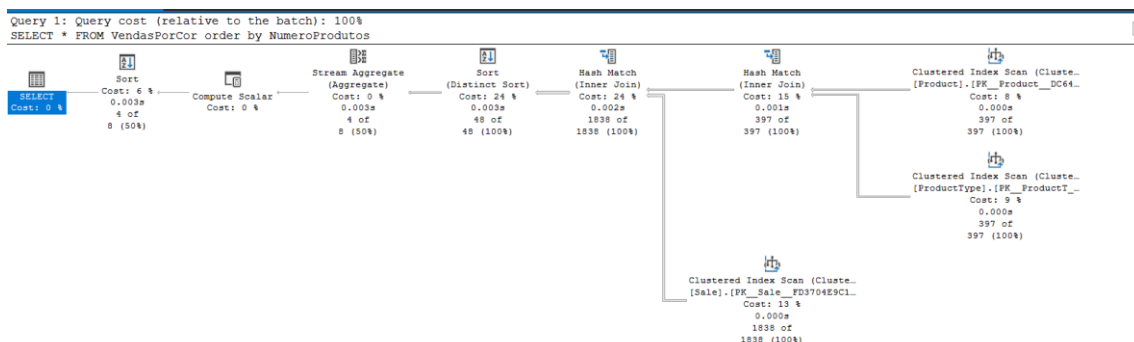 Query 1: Query cost (relative to the batch): 100%
SELECT * FROM VendasPorCor order by NumeroProdutos
SELECT
Cost: 0 %
Sort
Cost: 6 %
0.003s
4 of
8 (50%)
Compute Scalar
Cost: 0 %
Stream Aggregate
(Aggregate)
Cost: 0 %
0.003s
4 of
8 (50%)
Sort
(Distinct Sort)
Cost: 24 %
0.003s
48 of
48 (100%)
Hash Match
(Inner Join)
Cost: 24 %
0.002s
1838 of
1838 (100%)
Hash Match
(Inner Join)
Cost: 15 %
0.001s
397 of
397 (100%)
Clustered Index Scan (Cluste…
[Product].[PK__Product__DC64…
Cost: 8 %
0.000s
397 of
397 (100%)
Clustered Index Scan (Cluste…
[ProductType].[PK__ProductT_…
Cost: 9 %
0.000s
397 of
397 (100%)
Clustered Index Scan (Cluste…
[Sale].[PK__Sale__FD3704E9C1…
Cost: 13 %
0.000s
1838 of
1838 (100%)